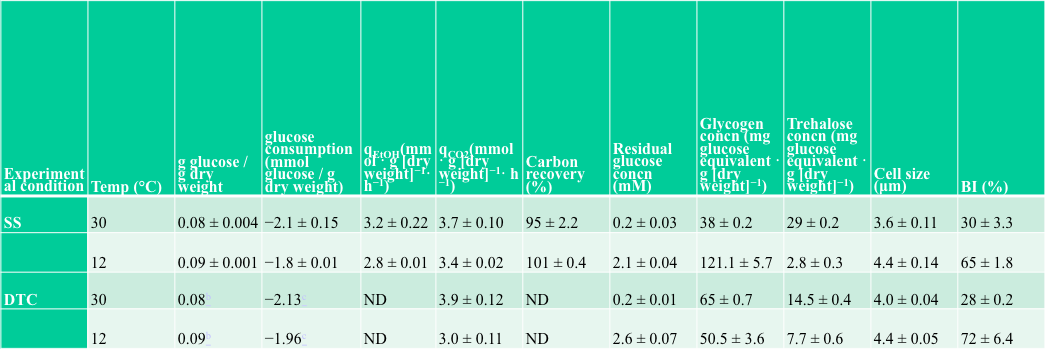 Experiment
al condition
Temp (°C)
g glucose /
g dry
weight
glucose
consumption
(mmol
glucose / g
dry weight)
qEtOH(mm
ol · g [dry
weight]⁻¹·
h⁻¹)
qCO2(mmol
· g [dry
weight]⁻¹· h⁻
¹)
Carbon
recovery
(%)
Residual
glucose
concn
(mM)
Glycogen
concn (mg
glucose
equivalent ·
g [dry
weight]⁻¹)
Trehalose
concn (mg
glucose
equivalent ·
g [dry
weight]⁻¹)
Cell size
(μm)
BI (%)
SS 30 0.08 ± 0.004 −2.1 ± 0.15 3.2 ± 0.22 3.7 ± 0.10 95 ± 2.2 0.2 ± 0.03 38 ± 0.2 29 ± 0.2 3.6 ± 0.11 30 ± 3.3
12 0.09 ± 0.001 −1.8 ± 0.01 2.8 ± 0.01 3.4 ± 0.02 101 ± 0.4 2.1 ± 0.04 121.1 ± 5.7 2.8 ± 0.3 4.4 ± 0.14 65 ± 1.8
DTC 30 0.08 −2.13 ND 3.9 ± 0.12 ND 0.2 ± 0.01 65 ± 0.7 14.5 ± 0.4 4.0 ± 0.04 28 ± 0.2
12 0.09 −1.96 ND 3.0 ± 0.11 ND 2.6 ± 0.07 50.5 ± 3.6 7.7 ± 0.6 4.4 ± 0.05 72 ± 6.4